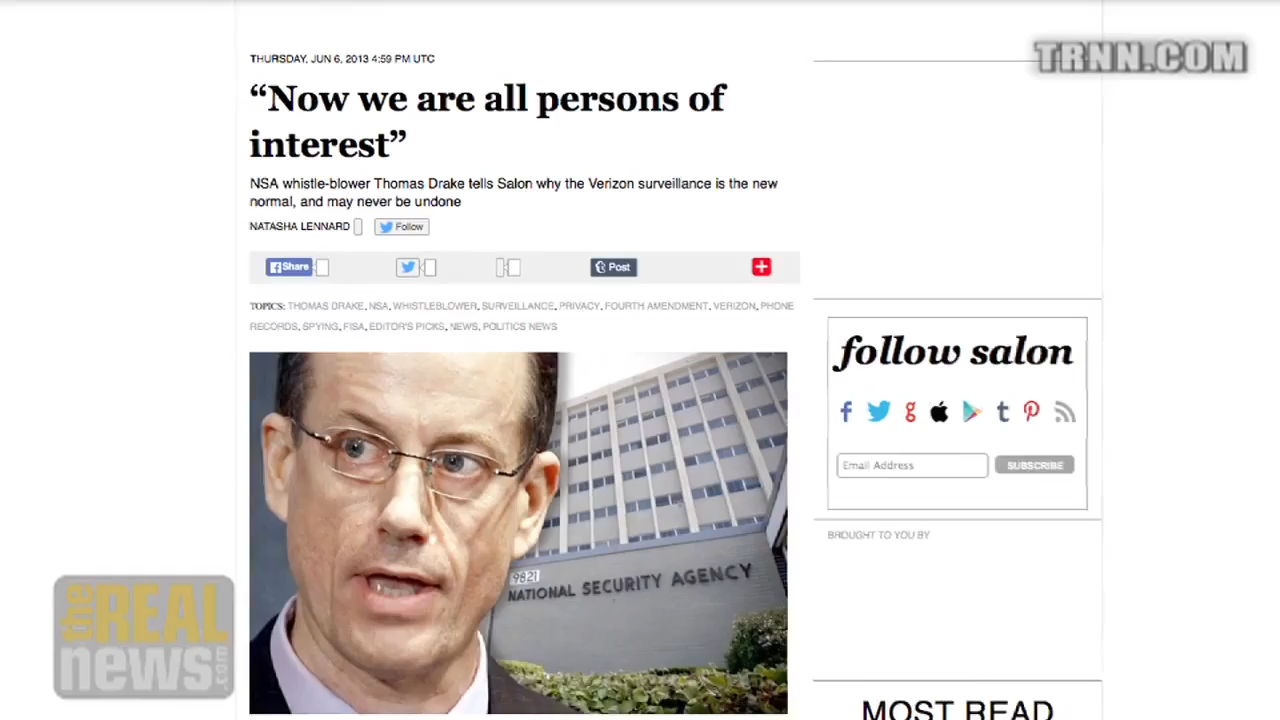 THURSDAY, JUN 6, 2013 4:59 PM UTC
TRNN.COM
“Now we are all persons of
interest”
NSA whistle-blower Thomas Drake tells Salon why the Verizon surveillance is the new
normal, and may never be undone
NATASHA LENNARD
Follow
Share
Post
TOPICS: THOMAS DRAKE, NSA, WHISTLEBLOWER, SURVEILLANCE, PRIVACY, FOURTH AMENDMENT, VERIZON, PHONE
RECORDS, SPYING, FISA, EDITOR'S PICKS, NEWS, POLITICS NEWS
9821
NATIONAL SECURITY AGENCY
follow salon
Email Address
SUBSCRIBE
BROUGHT TO YOU BY
MOST READ
the REAL
news.com